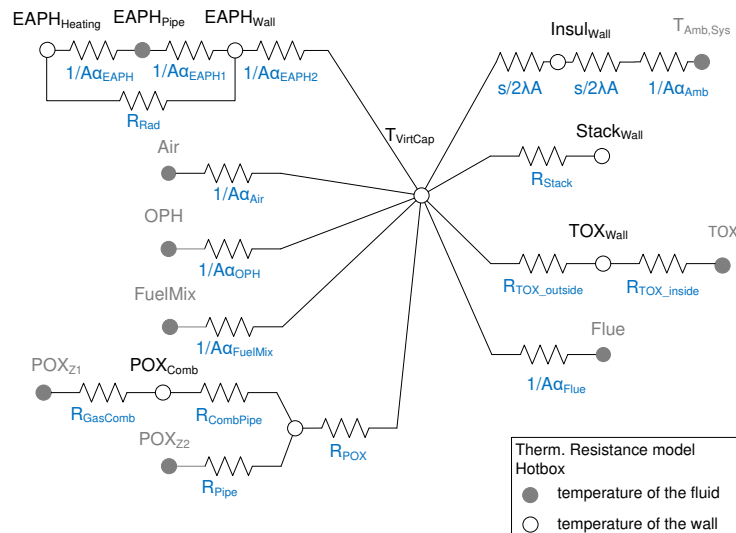 EAPH_Heating EAPH_Pipe EAPH_Wall
1/Aα_EAPH 1/Aα_EAPH1 1/Aα_EAPH2
R_Rad
Insul_Wall T_Amb,Sys
s/2λA s/2λA 1/Aα_Amb
T_VirtCap
Stack_Wall
R_Stack
Air
1/Aα_Air
OPH
1/Aα_OPH
TOX_Wall TOX
R_TOX_outside R_TOX_inside
FuelMix
1/Aα_FuelMix
Flue
1/Aα_Flue
POX_Z1 POX_Comb
R_GasComb R_CombPipe
POX_Z2
R_Pipe
R_POX
Therm. Resistance model
Hotbox
temperature of the fluid
temperature of the wall